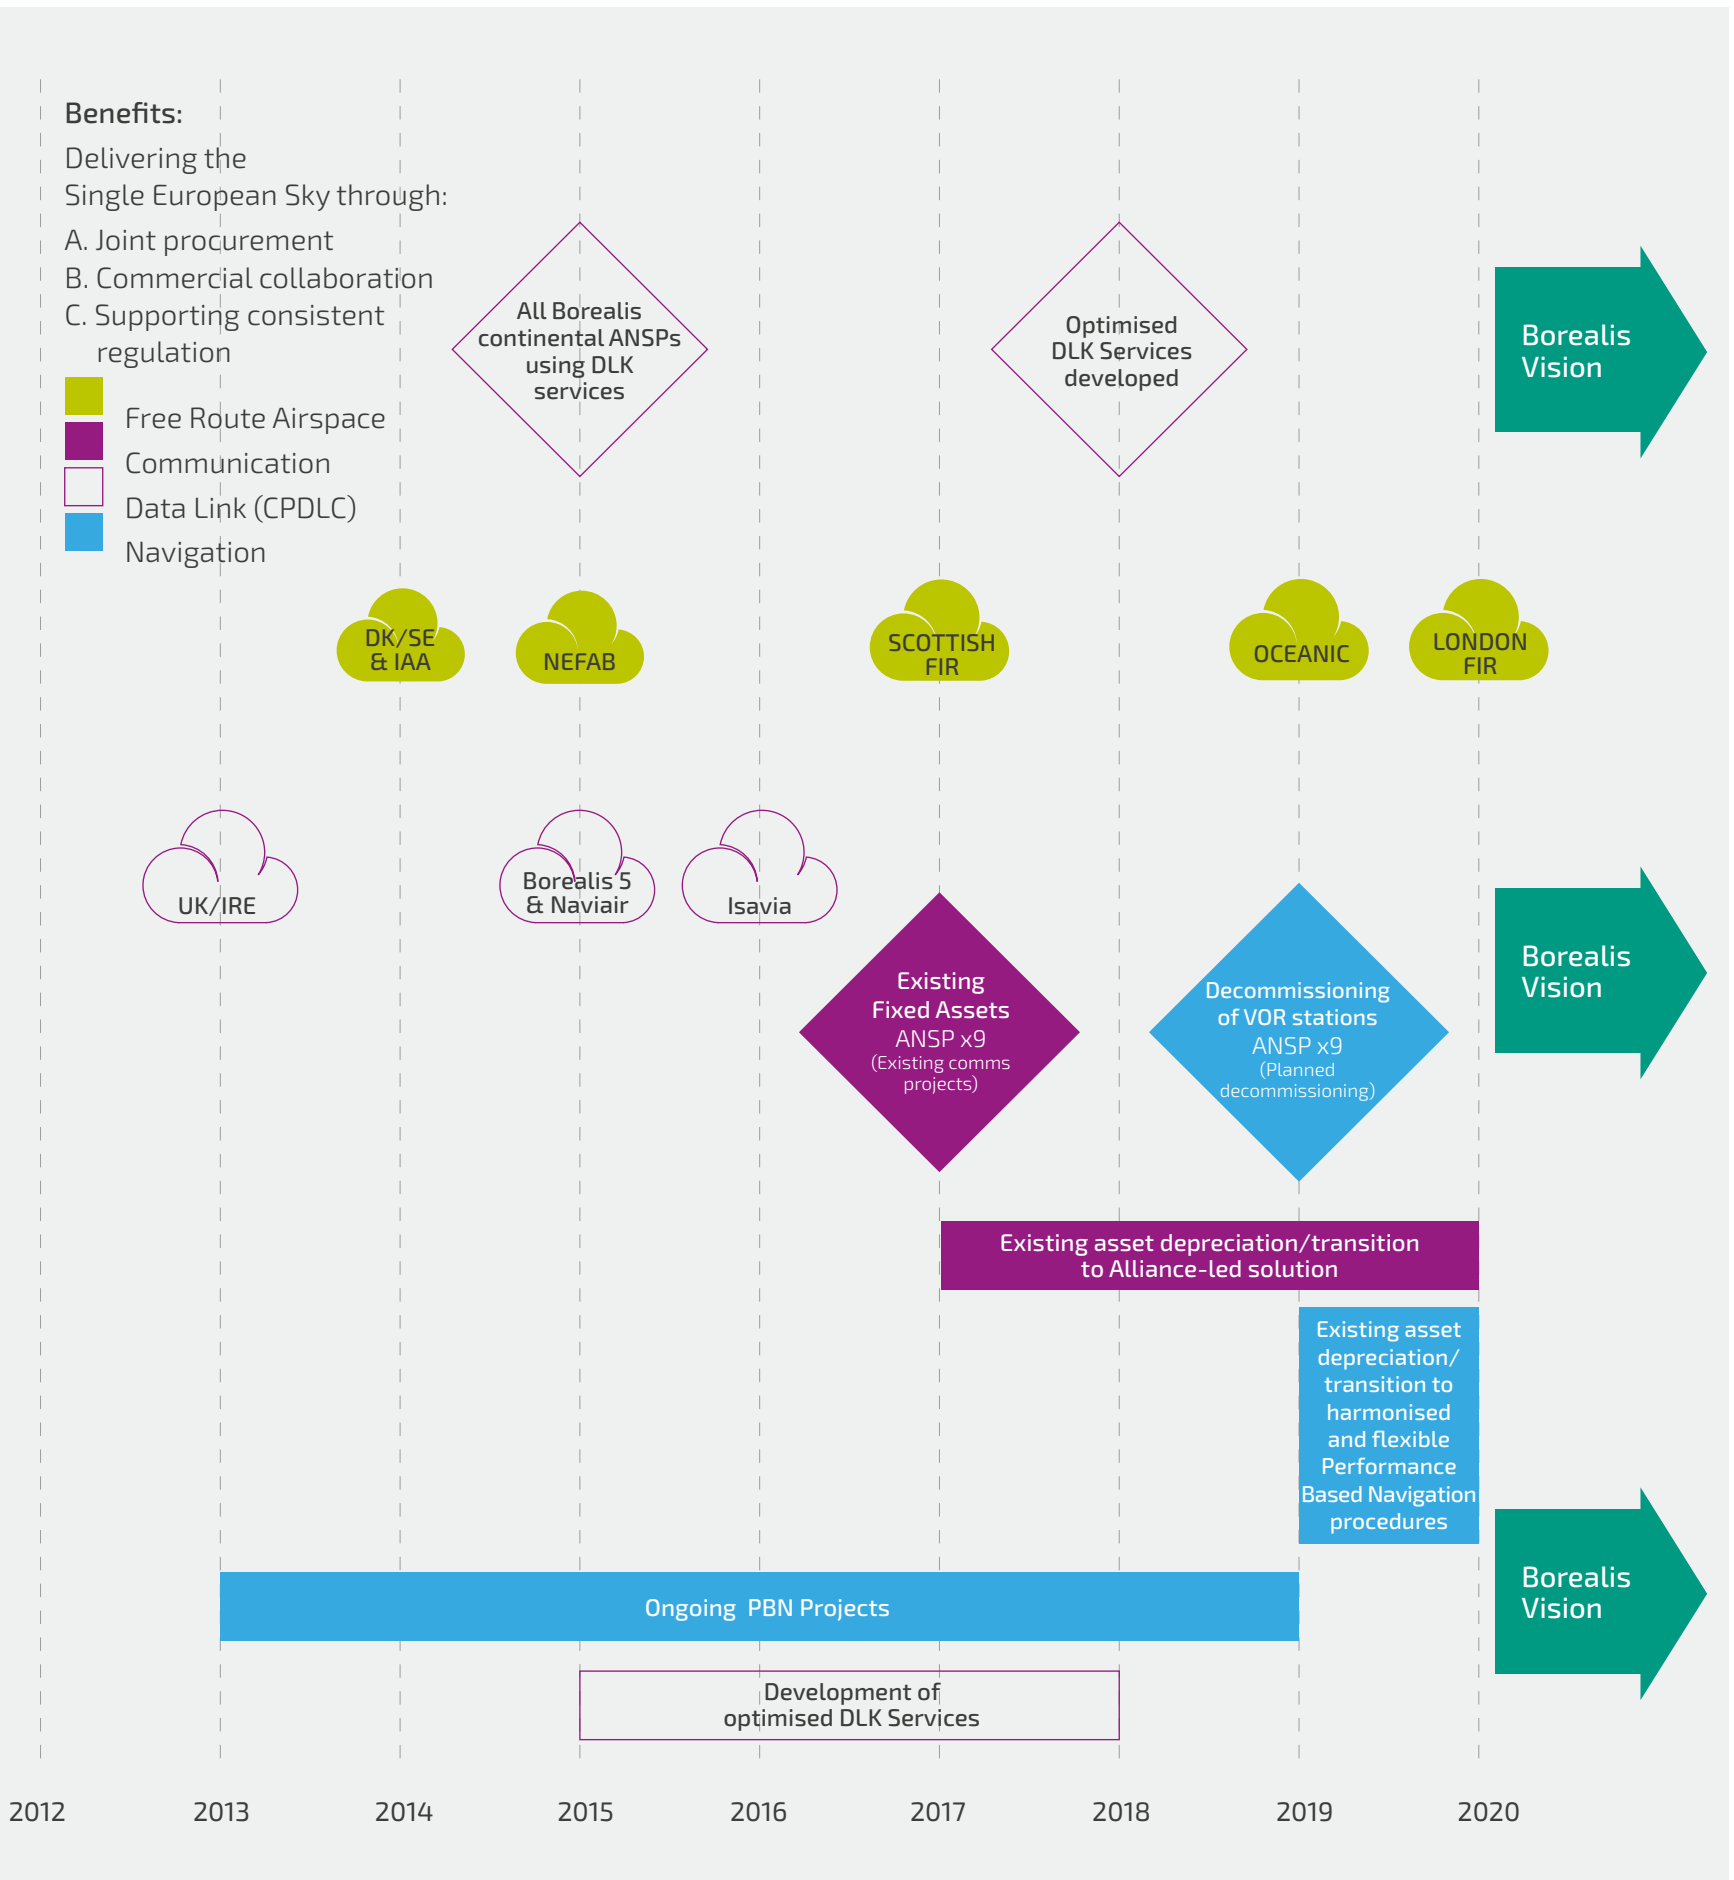 Benefits:
Delivering the
Single European Sky through:
A. Joint procurement
B. Commercial collaboration
C. Supporting consistent
regulation
Free Route Airspace
Communication
Data Link (CPDLC)
Navigation
All Borealis
continental ANSPs
using DLK
services
Optimised
DLK Services
developed
Borealis
Vision
DK/SE
& IAA
NEFAB
SCOTTISH
FIR
OCEANIC
LONDON
FIR
UK/IRE
Borealis 5
& Naviair
Isavia
Existing
Fixed Assets
ANSP x9
(Existing comms
projects)
Decommissioning
of VOR stations
ANSP x9
(Planned
decommissioning)
Borealis
Vision
Existing asset depreciation/transition
to Alliance-led solution
Existing asset
depreciation/
transition to
harmonised
and flexible
Performance
Based Navigation
procedures
Borealis
Vision
Ongoing  PBN Projects
Development of
optimised DLK Services
2012 2013 2014 2015 2016 2017 2018 2019 2020